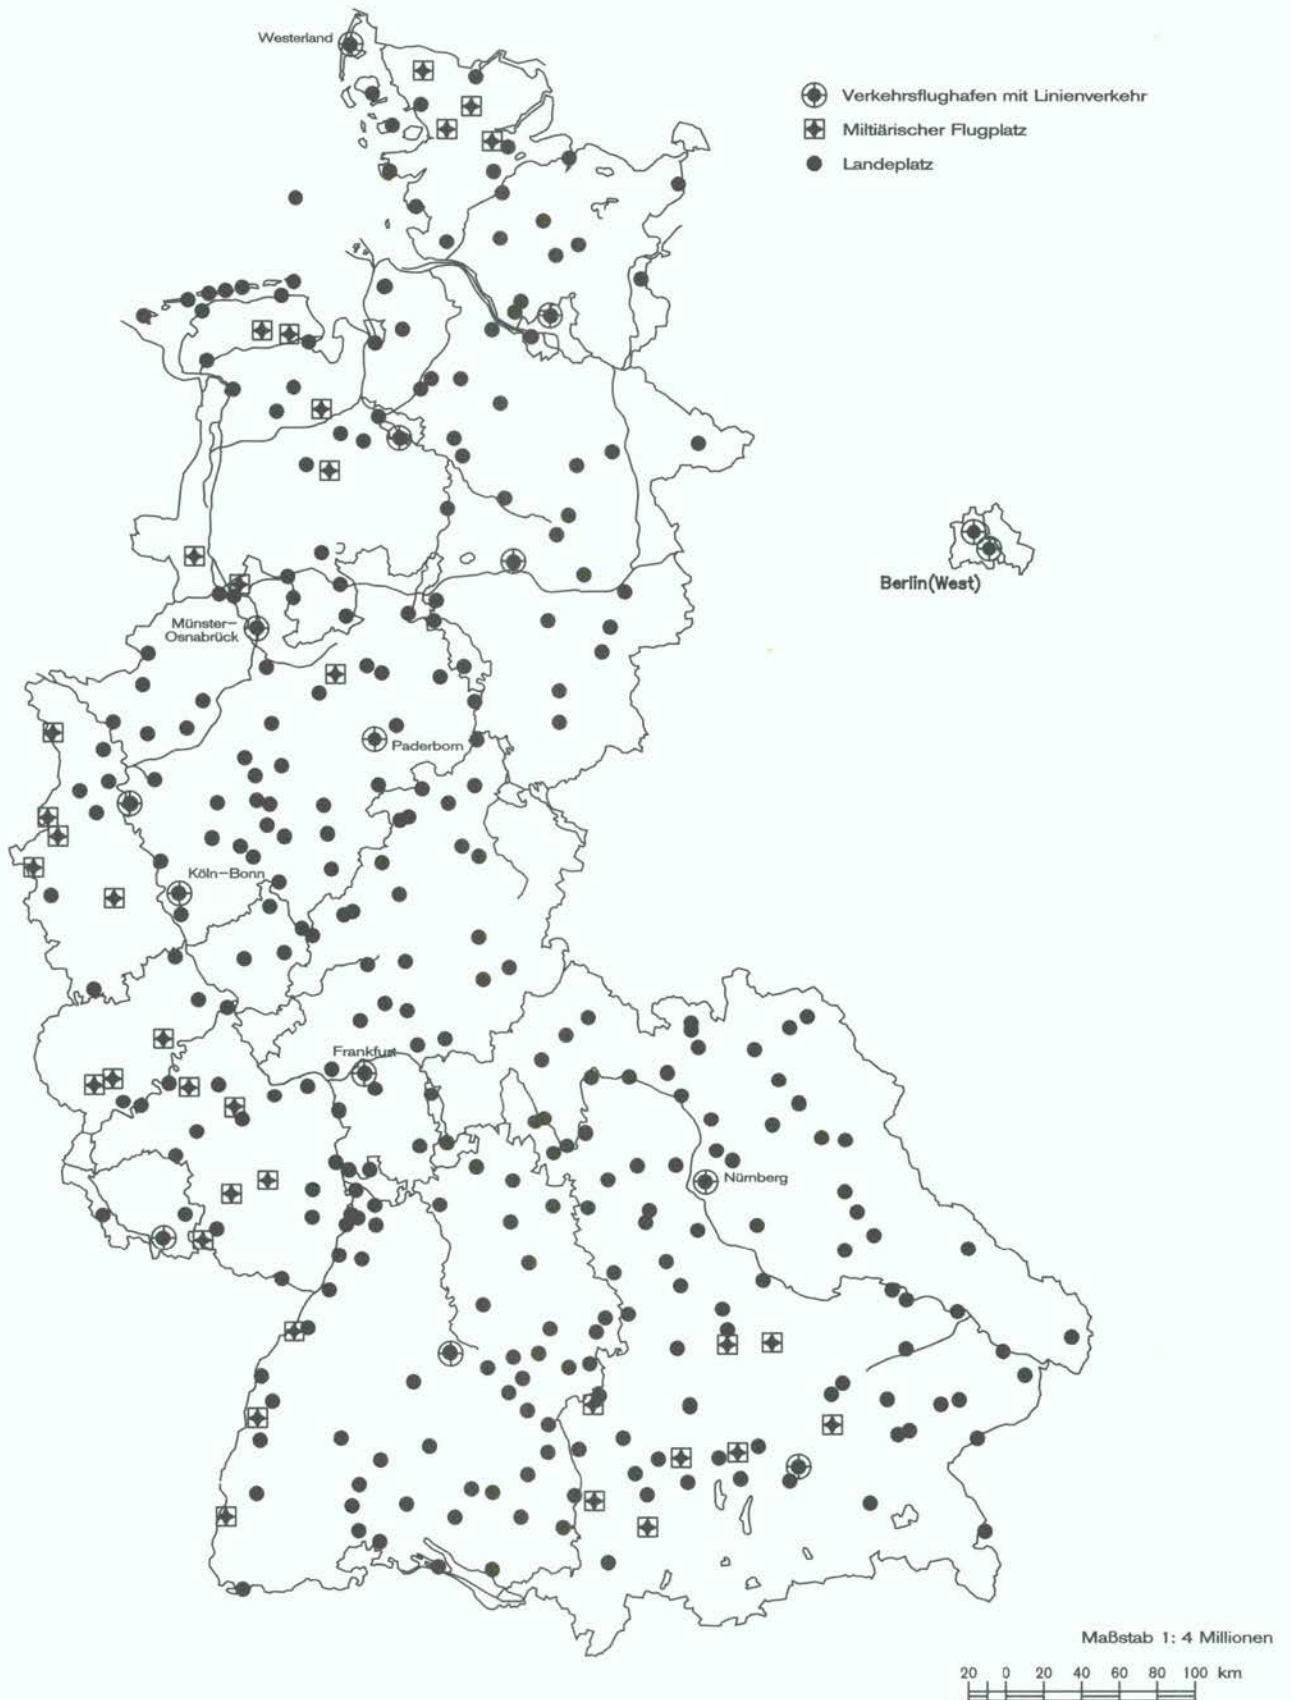 Westerland
Verkehrsflughafen mit Linienverkehr
Miltiärischer Flugplatz
Landeplatz
Berlin(West)
Münster-
Osnabrück
Paderborn
Köln-Bonn
Frankfurt
Nürnberg
Maßstab 1: 4 Millionen
20 0 20 40 60 80 100 km